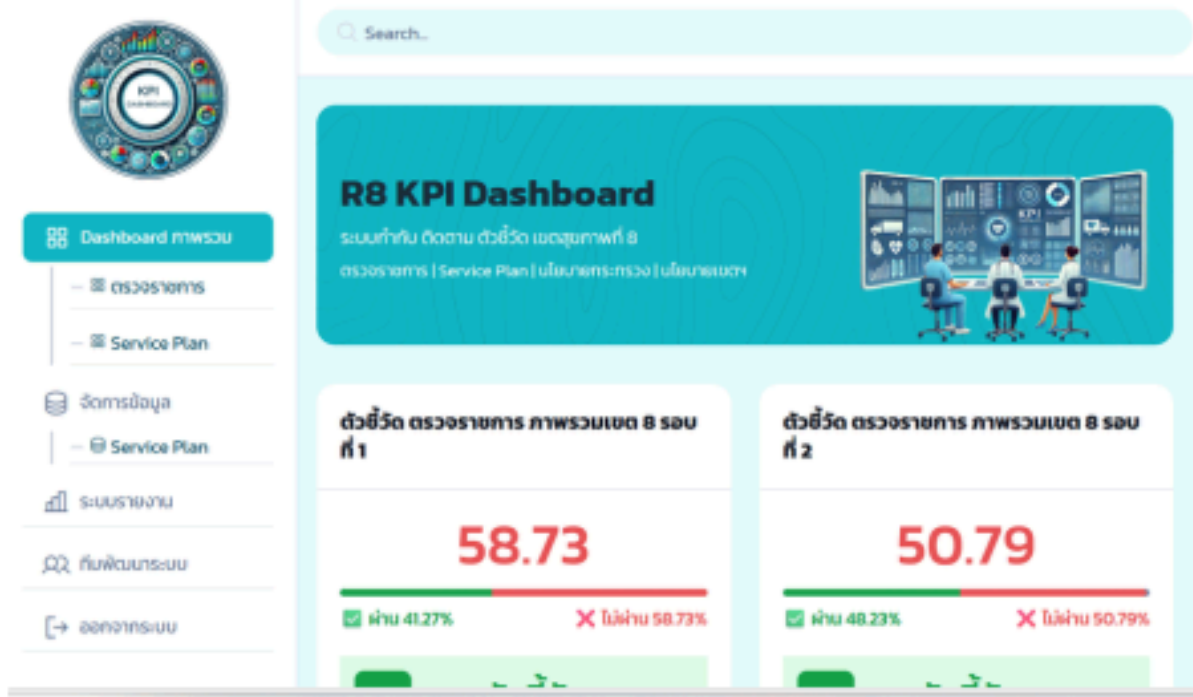 KPI
DASHBOARD
Dashboard ภาพรวม
ตรวจราชการ
Service Plan
จัดการข้อมูล
Service Plan
ระบบรายงาน
ทีมพัฒนาระบบ
ออกจากระบบ
Search...
R8 KPI Dashboard
ระบบกำกับ ติดตาม ตัวชี้วัด เขตสุขภาพที่ 8
ตรวจราชการ | Service Plan | นโยบายกระทรวง | นโยบายเขตฯ
KPI
ตัวชี้วัด ตรวจราชการ ภาพรวมเขต 8 รอบ
ที่ 1
58.73
ผ่าน 41.27%
ไม่ผ่าน 58.73%
ตัวชี้วัด ตรวจราชการ ภาพรวมเขต 8 รอบ
ที่ 2
50.79
ผ่าน 48.23%
ไม่ผ่าน 50.79%